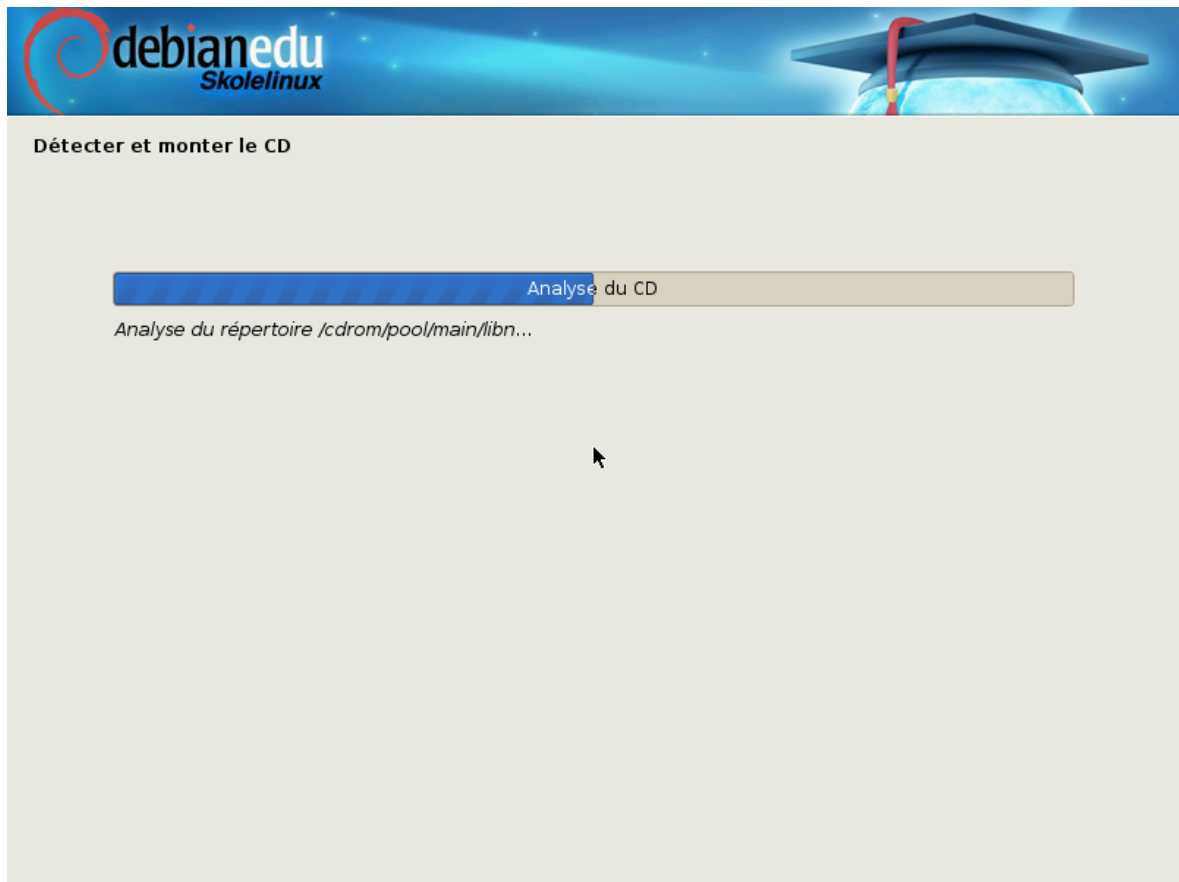 debianedu
Skolelinux
Détecter et monter le CD
Analyse du CD
Analyse du répertoire /cdrom/pool/main/libn...